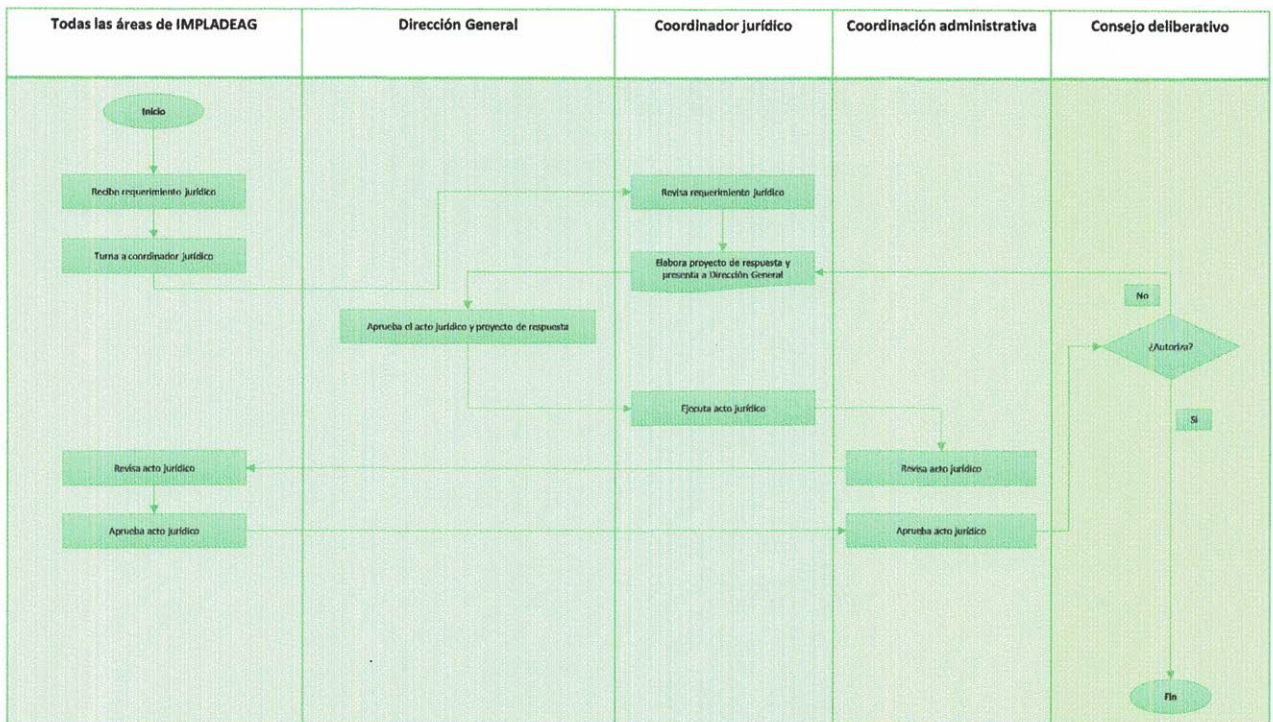 Todas las áreas de IMPLADEAG
Dirección General
Coordinador jurídico
Coordinación administrativa
Consejo deliberativo
Inicio
Recibe requerimiento jurídico
Revisa requerimiento jurídico
Turna a coordinador jurídico
Elabora proyecto de respuesta y
presenta a Dirección General
No
Aprueba el acto jurídico y proyecto de respuesta
¿Autoriza?
Ejecuta acto jurídico
Si
Revisa acto jurídico
Revisa acto jurídico
Aprueba acto jurídico
Aprueba acto jurídico
Fin